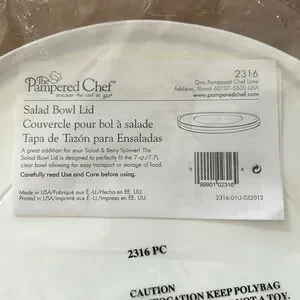 The
Pampered Chef®
discover the chef in you®
2316
One Pampered Chef Lane
Addison, Illinois 60101-5630 USA
www.pamperedchef.com
Salad Bowl Lid
Couvercle pour bol à salade
Tapa de Tazón para Ensaladas
A great addition for your Salad & Berry Spinner! The
Salad Bowl Lid is designed to perfectly fit the 7-qt./7.7L
clear bowl allowing for easy transport or storage of food.
Carefully read Use and Care before using.
Made in USA/Fabriqué aux É.-U./Hecho en EE. UU.
Printed in USA/Imprimé aux É.-U./Impreso en EE. UU.
2316-01U-032012
2316 PC
CAUTION
KEEP POLYBAG
NOT A TOY.